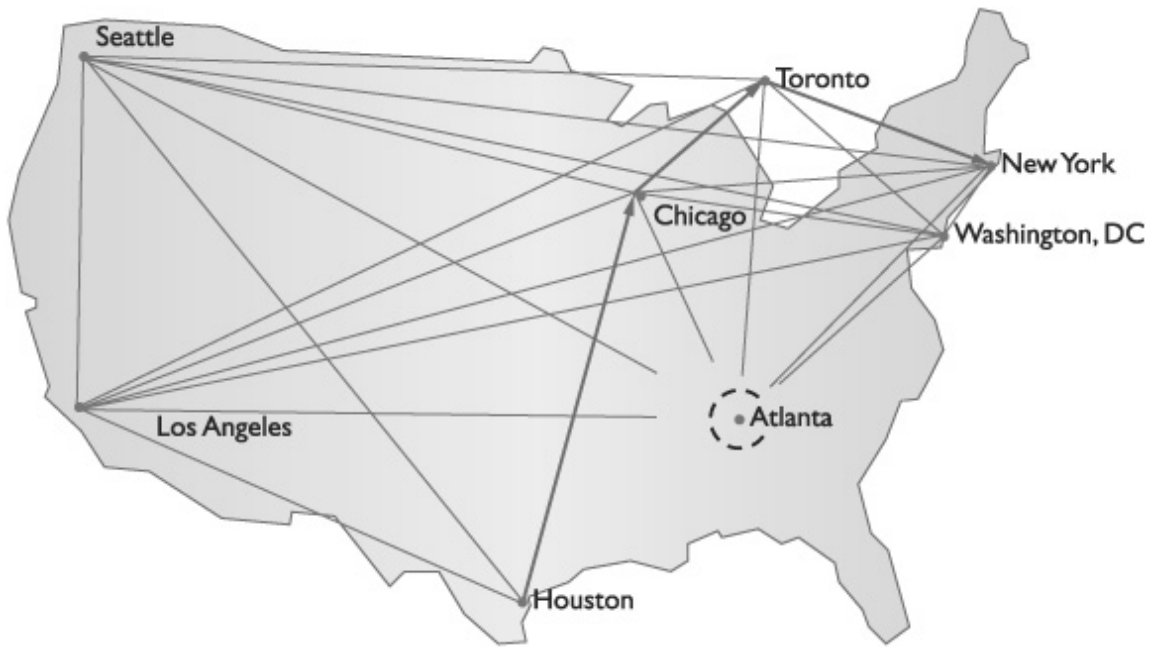 Seattle
Toronto
New York
Chicago
Washington, DC
Los Angeles
Atlanta
Houston